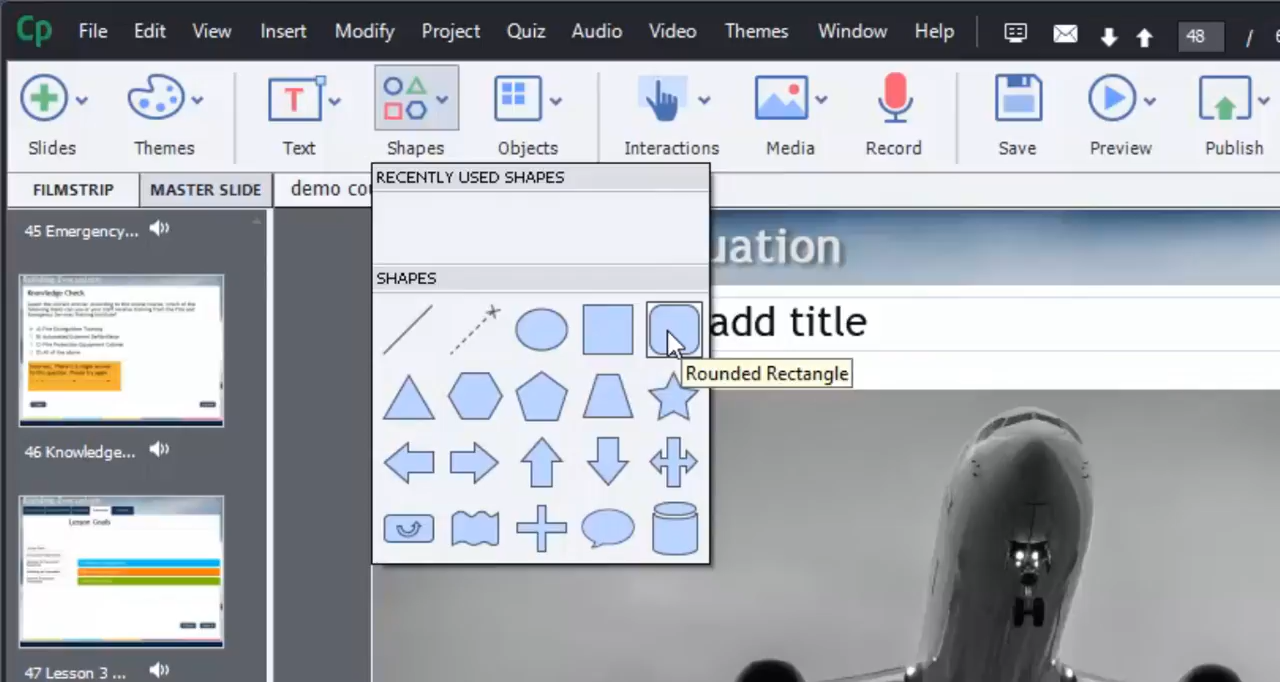 Cp File Edit View Insert Modify Project Quiz Audio Video Themes Window Help 48 /
Slides Themes Text Shapes Objects Interactions Media Record Save Preview Publish
FILMSTRIP MASTER SLIDE demo
RECENTLY USED SHAPES
45 Emergency...
uation
SHAPES
Knowledge Check
add title
Rounded Rectangle
46 Knowledge...
Lesson Goals
47 Lesson 3 ...